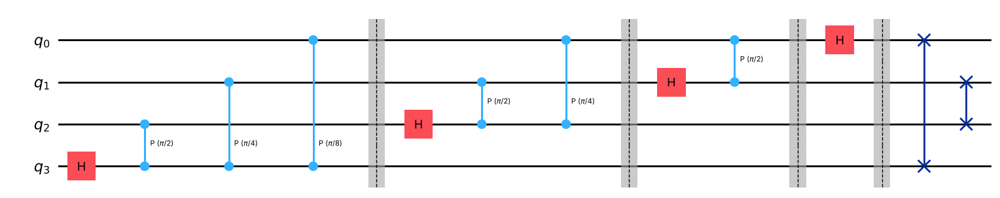 q0 H
P (π/2)
q1 H
P (π/2) P (π/4)
q2 H
P (π/2) P (π/4) P (π/8)
q3 H